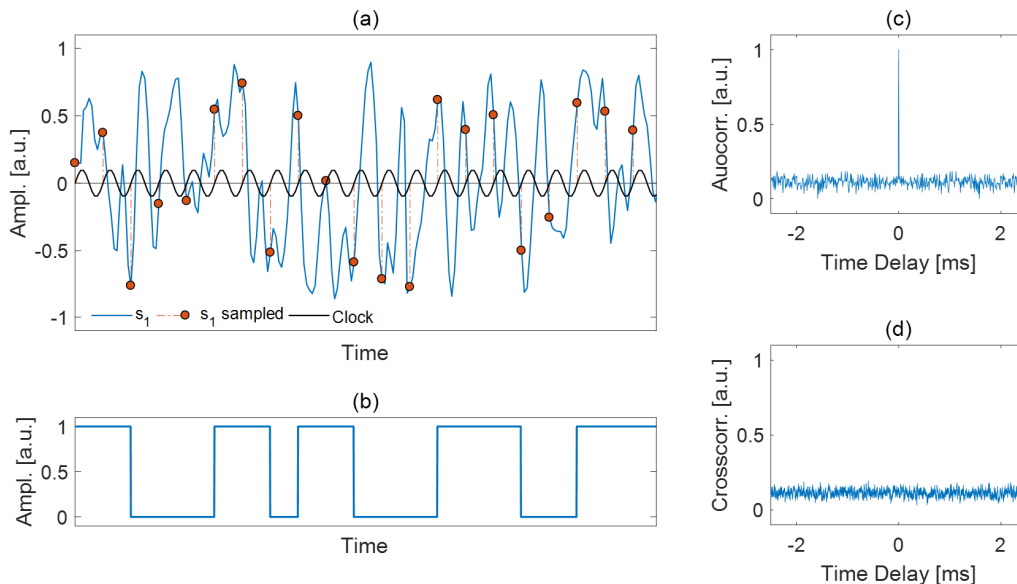 (a)
Ampl. [a.u.]
1
0.5
0
-0.5
-1
s1
s1 sampled
Clock
Time
(b)
Ampl. [a.u.]
1
0.5
0
Time
(c)
Auocorr. [a.u.]
1
0.5
0
-2
0
2
Time Delay [ms]
(d)
Crosscorr. [a.u.]
1
0.5
0
-2
0
2
Time Delay [ms]